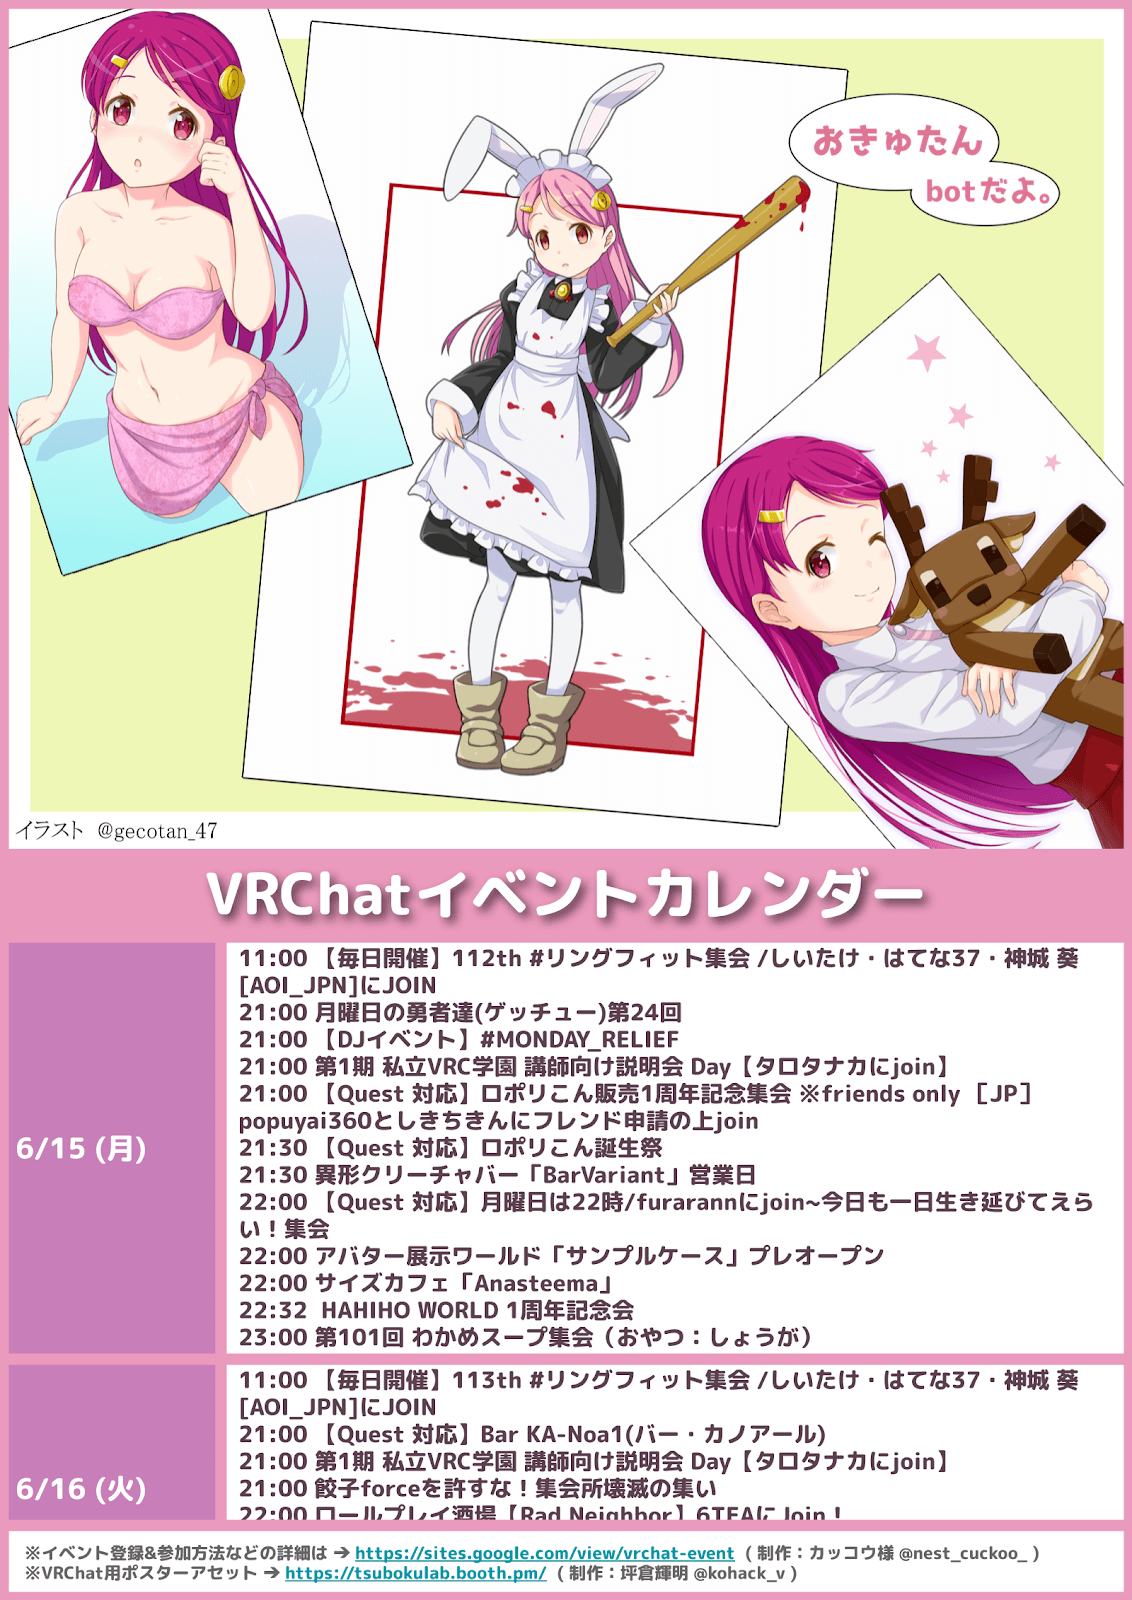 おきゅたん
botだよ。
イラスト @gecotan_47
VRChatイベントカレンダー
6/15 (月)
11:00 【毎日開催】112th #リングフィット集会 /しいたけ・はてな37・神城 葵
[AOI_JPN]にJOIN
21:00 月曜日の勇者達(ゲッチュー)第24回
21:00 【DJイベント】#MONDAY_RELIEF
21:00 第1期 私立VRC学園 講師向け説明会 Day【タロタナカにjoin】
21:00 【Quest 対応】ロポリこん販売1周年記念集会 ※friends only ［JP］
popuyai360としきちきんにフレンド申請の上join
21:30 【Quest 対応】ロポリこん誕生祭
21:30 異形クリーチャバー「BarVariant」営業日
22:00 【Quest 対応】月曜日は22時/furarannにjoin~今日も一日生き延びてえら
い！集会
22:00 アバター展示ワールド「サンプルケース」プレオープン
22:00 サイズカフェ「Anasteema」
22:32 HAHIHO WORLD 1周年記念会
23:00 第101回 わかめスープ集会（おやつ：しょうが）
6/16 (火)
11:00 【毎日開催】113th #リングフィット集会 /しいたけ・はてな37・神城 葵
[AOI_JPN]にJOIN
21:00 【Quest 対応】Bar KA-Noa1(バー・カノアール)
21:00 第1期 私立VRC学園 講師向け説明会 Day【タロタナカにjoin】
21:00 餃子forceを許すな！集会所壊滅の集い
22:00 ロールプレイ酒場【Rad Neighbor】6TEAにJoin！
※イベント登録&参加方法などの詳細は ➔ https://sites.google.com/view/vrchat-event （ 制作：カッコウ様 @nest_cuckoo_ ）
※VRChat用ポスターアセット ➔ https://tsubokulab.booth.pm/ （ 制作：坪倉輝明 @kohack_v ）